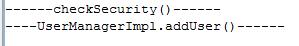 ------checkSecurity()------
----UserManagerImpl.addUser()------